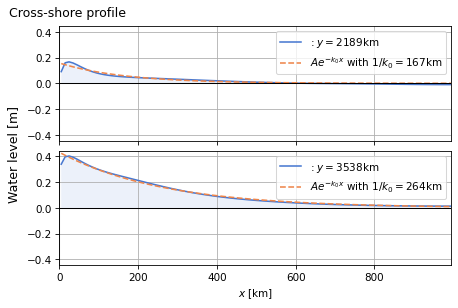 Cross-shore profile
0.4
: y = 2189km
Ae^{-k_0x} with 1/k_0 = 167km
0.2
0.0
−0.2
−0.4
Water level [m]
0.4
: y = 3538km
Ae^{-k_0x} with 1/k_0 = 264km
0.2
0.0
−0.2
−0.4
0 200 400 600 800
x [km]